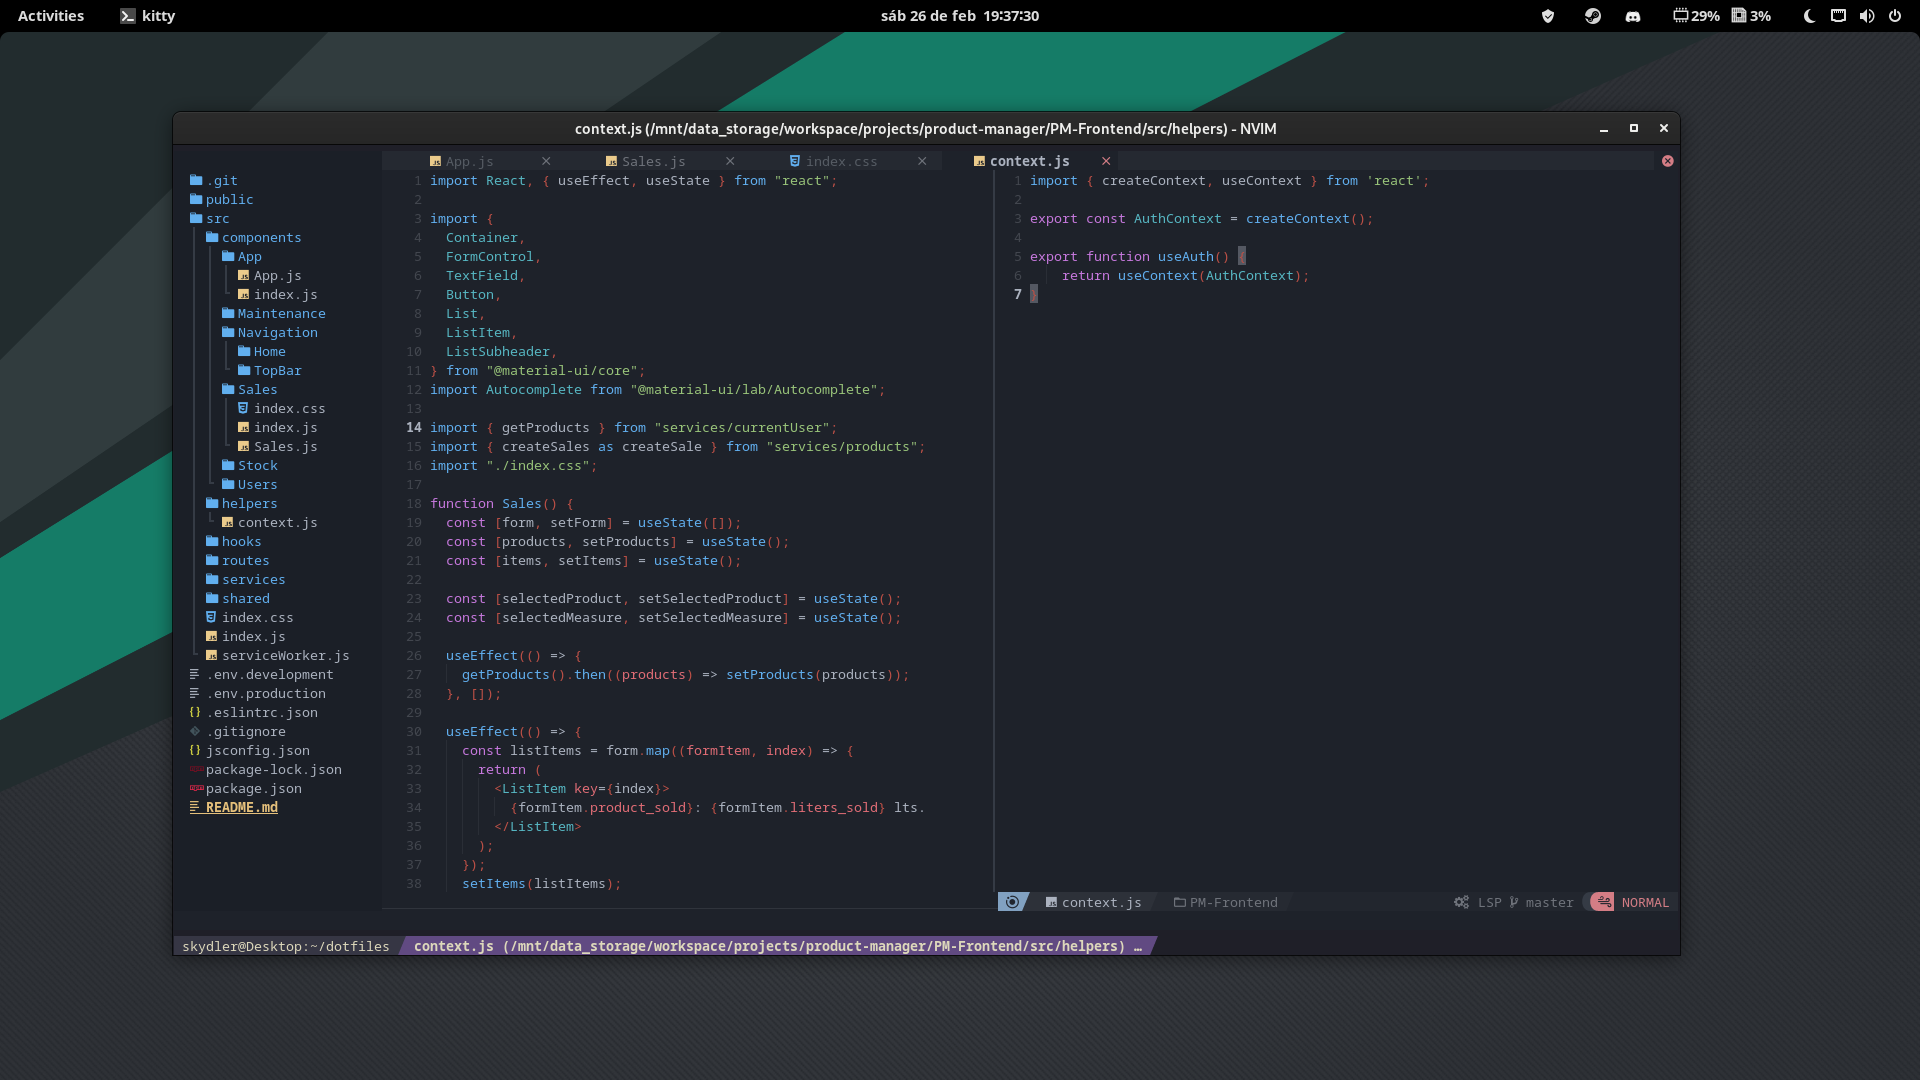 Activities kitty sáb 26 de feb 19:37:30 29% 3%
context.js (/mnt/data_storage/workspace/projects/product-manager/PM-Frontend/src/helpers) - NVIM
App.js Sales.js index.css context.js
.git
public
src
components
App
App.js
index.js
Maintenance
Navigation
Home
TopBar
Sales
index.css
index.js
Sales.js
Stock
Users
helpers
context.js
hooks
routes
services
shared
index.css
index.js
serviceWorker.js
.env.development
.env.production
{} .eslintrc.json
.gitignore
{} jsconfig.json
package-lock.json
package.json
README.md
1 import React, { useEffect, useState } from "react";
2
3 import {
4   Container,
5   FormControl,
6   TextField,
7   Button,
8   List,
9   ListItem,
10   ListSubheader,
11 } from "@material-ui/core";
12 import Autocomplete from "@material-ui/lab/Autocomplete";
13
14 import { getProducts } from "services/currentUser";
15 import { createSales as createSale } from "services/products";
16 import "./index.css";
17
18 function Sales() {
19   const [form, setForm] = useState([]);
20   const [products, setProducts] = useState();
21   const [items, setItems] = useState();
22
23   const [selectedProduct, setSelectedProduct] = useState();
24   const [selectedMeasure, setSelectedMeasure] = useState();
25
26   useEffect(() => {
27     getProducts().then((products) => setProducts(products));
28   }, []);
29
30   useEffect(() => {
31     const listItems = form.map((formItem, index) => {
32       return (
33         <ListItem key={index}>
34           {formItem.product_sold}: {formItem.liters_sold} lts.
35         </ListItem>
36       );
37     });
38     setItems(listItems);
1 import { createContext, useContext } from 'react';
2
3 export const AuthContext = createContext();
4
5 export function useAuth() {
6     return useContext(AuthContext);
7 }
context.js PM-Frontend LSP master NORMAL
skydler@Desktop:~/dotfiles context.js (/mnt/data_storage/workspace/projects/product-manager/PM-Frontend/src/helpers) …